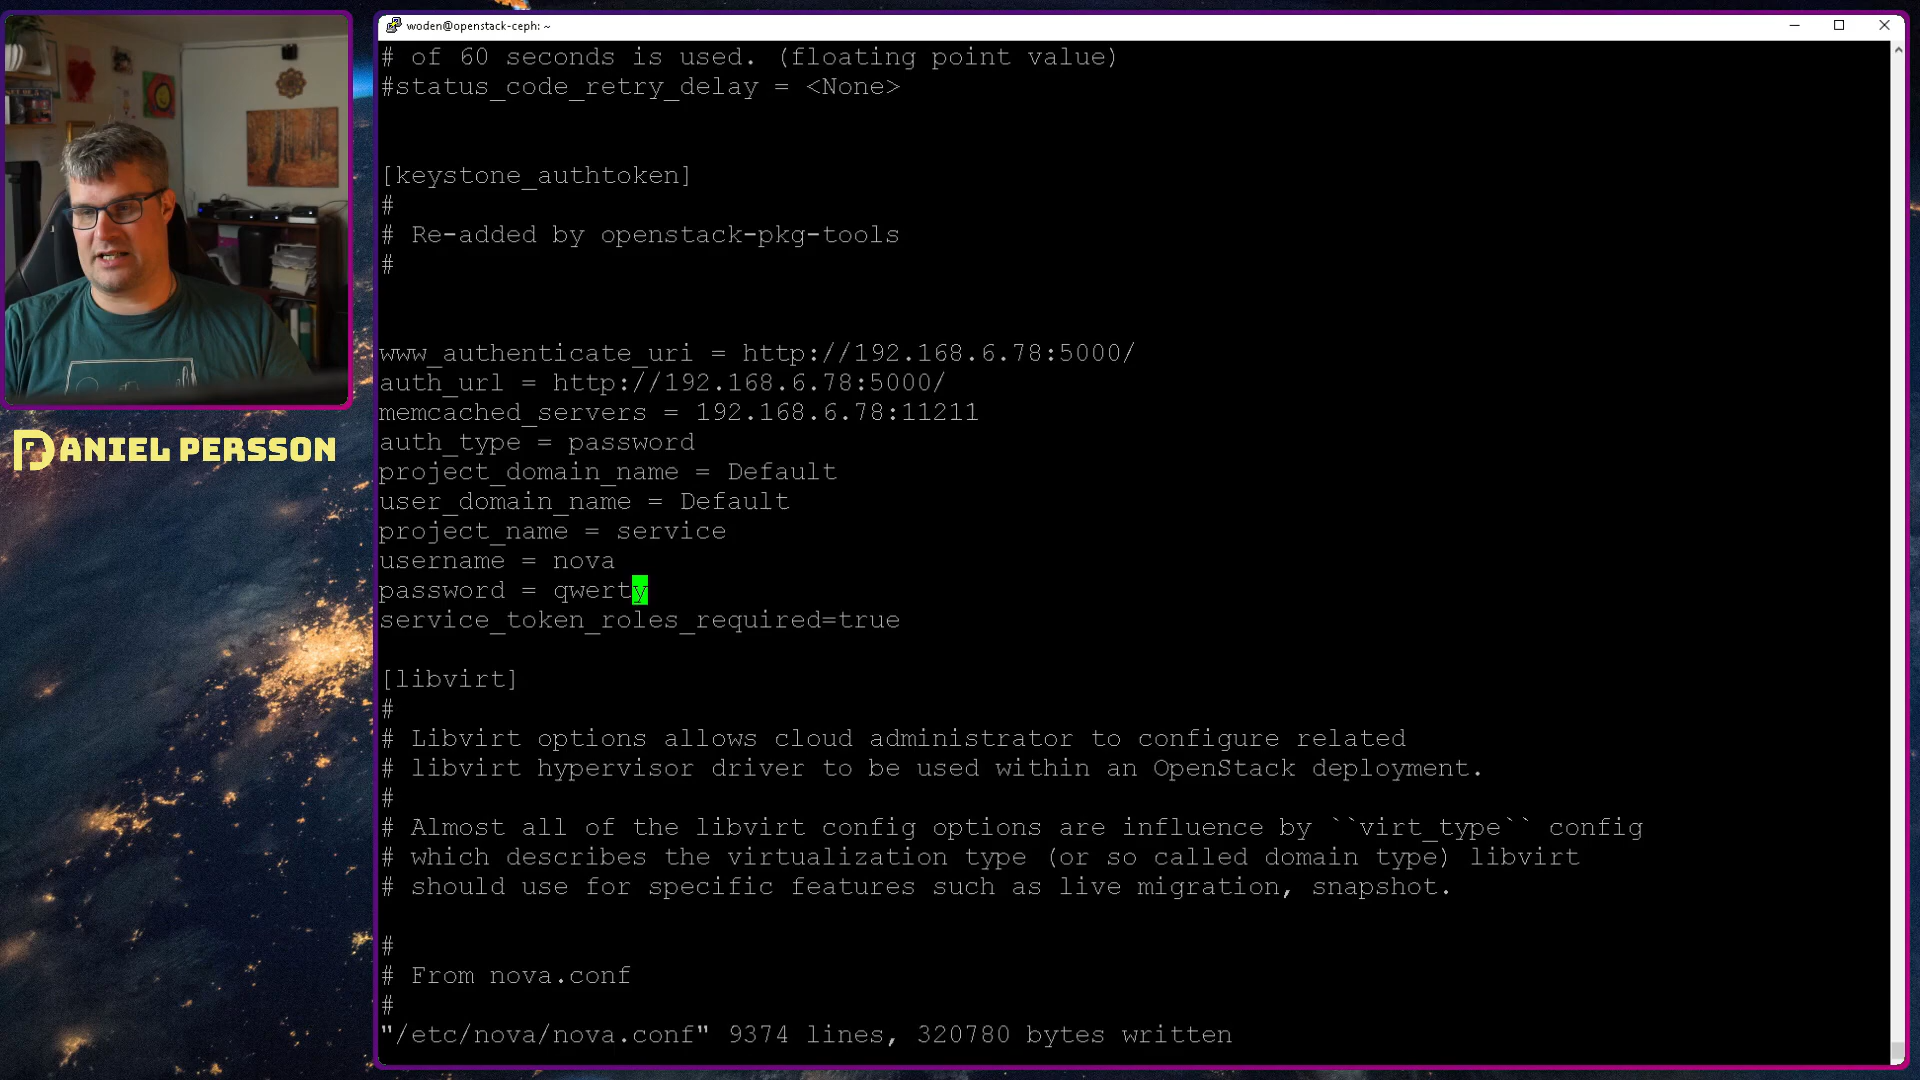 woden@openstack-ceph: ~
# of 60 seconds is used. (floating point value)
#status_code_retry_delay = <None>
[keystone_authtoken]
#
# Re-added by openstack-pkg-tools
#
www_authenticate_uri = http://192.168.6.78:5000/
auth_url = http://192.168.6.78:5000/
memcached_servers = 192.168.6.78:11211
auth_type = password
project_domain_name = Default
user_domain_name = Default
project_name = service
username = nova
password = qwerty
service_token_roles_required=true
[libvirt]
#
# Libvirt options allows cloud administrator to configure related
# libvirt hypervisor driver to be used within an OpenStack deployment.
#
# Almost all of the libvirt config options are influence by ``virt_type`` config
# which describes the virtualization type (or so called domain type) libvirt
# should use for specific features such as live migration, snapshot.
#
# From nova.conf
#
"/etc/nova/nova.conf" 9374 lines, 320780 bytes written
DANIEL PERSSON